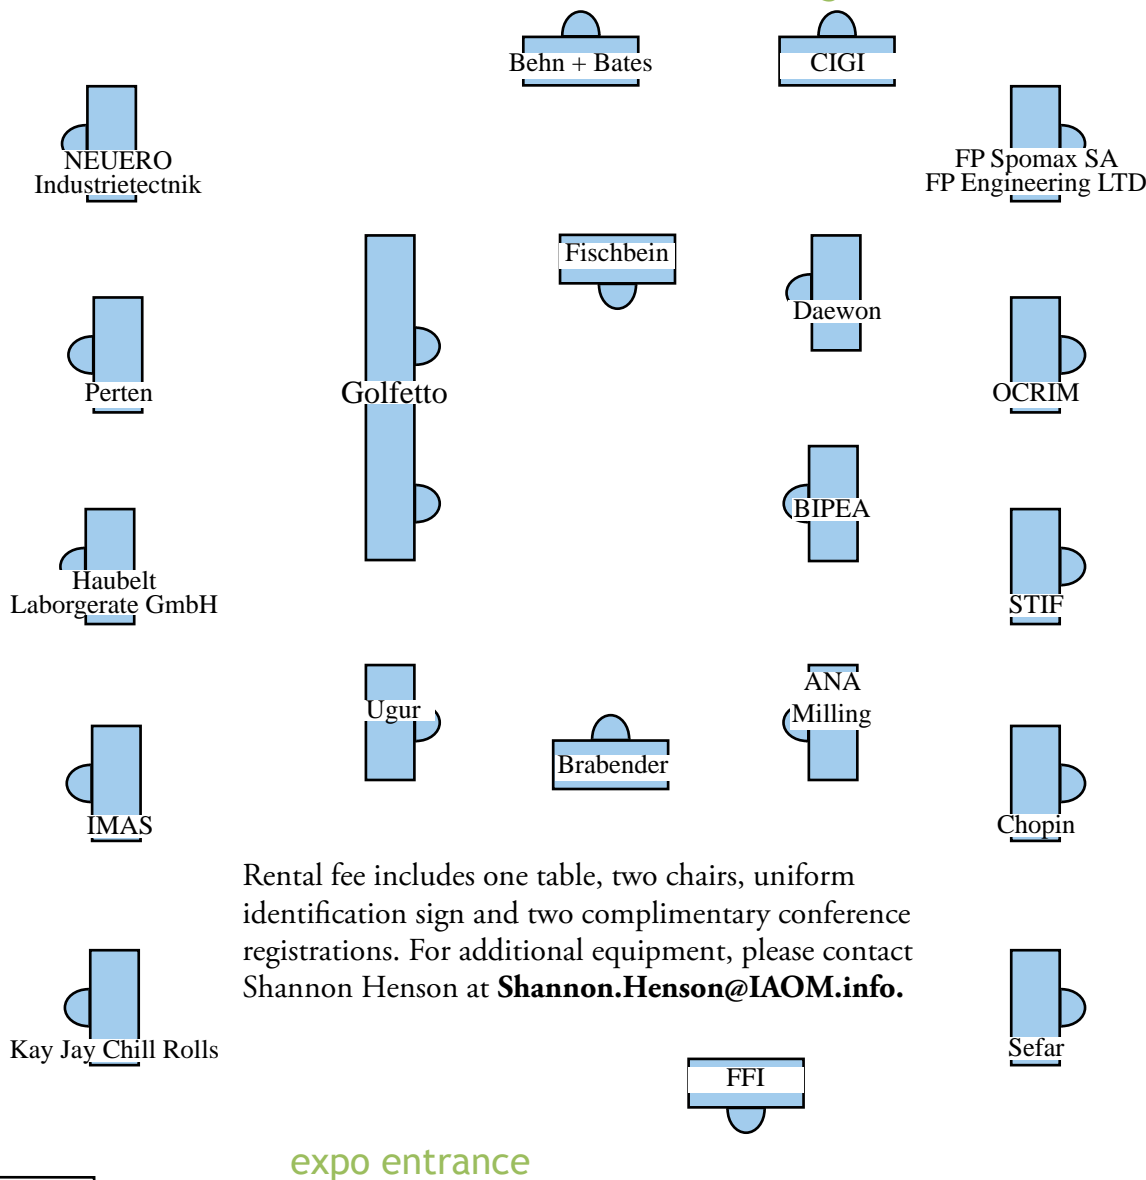 Behn + Bates
CIGI
NEUERO
Industrietectnik
FP Spomax SA
FP Engineering LTD
Fischbein
Daewon
Perten
Golfetto
OCRIM
BIPEA
Haubelt
Laborgerate GmbH
STIF
Ugur
ANA
Milling
Brabender
IMAS
Chopin
Rental fee includes one table, two chairs, uniform
identification sign and two complimentary conference
registrations. For additional equipment, please contact
Shannon Henson at Shannon.Henson@IAOM.info.
Kay Jay Chill Rolls
Sefar
FFI
expo entrance